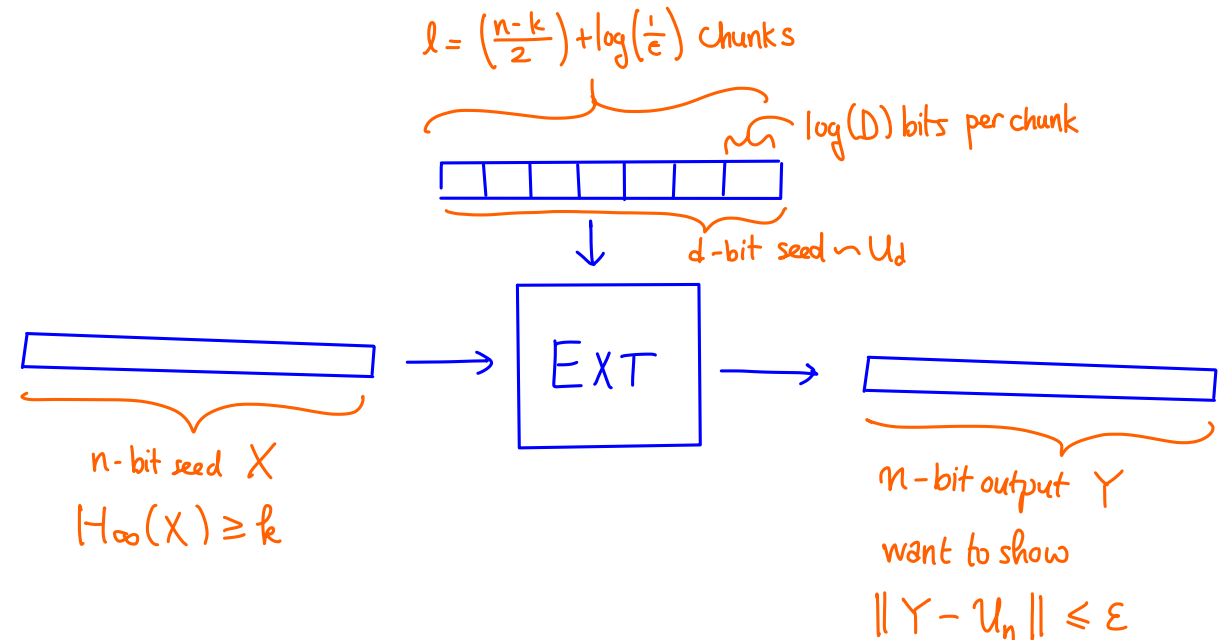 l = ((n-k)/2) + log(1/ε) chunks
log(D) bits per chunk
d-bit seed ~ U_d
EXT
n-bit seed X
H∞(X) ≥ k
n-bit output Y
want to show
‖Y - U_n‖ ≤ ε